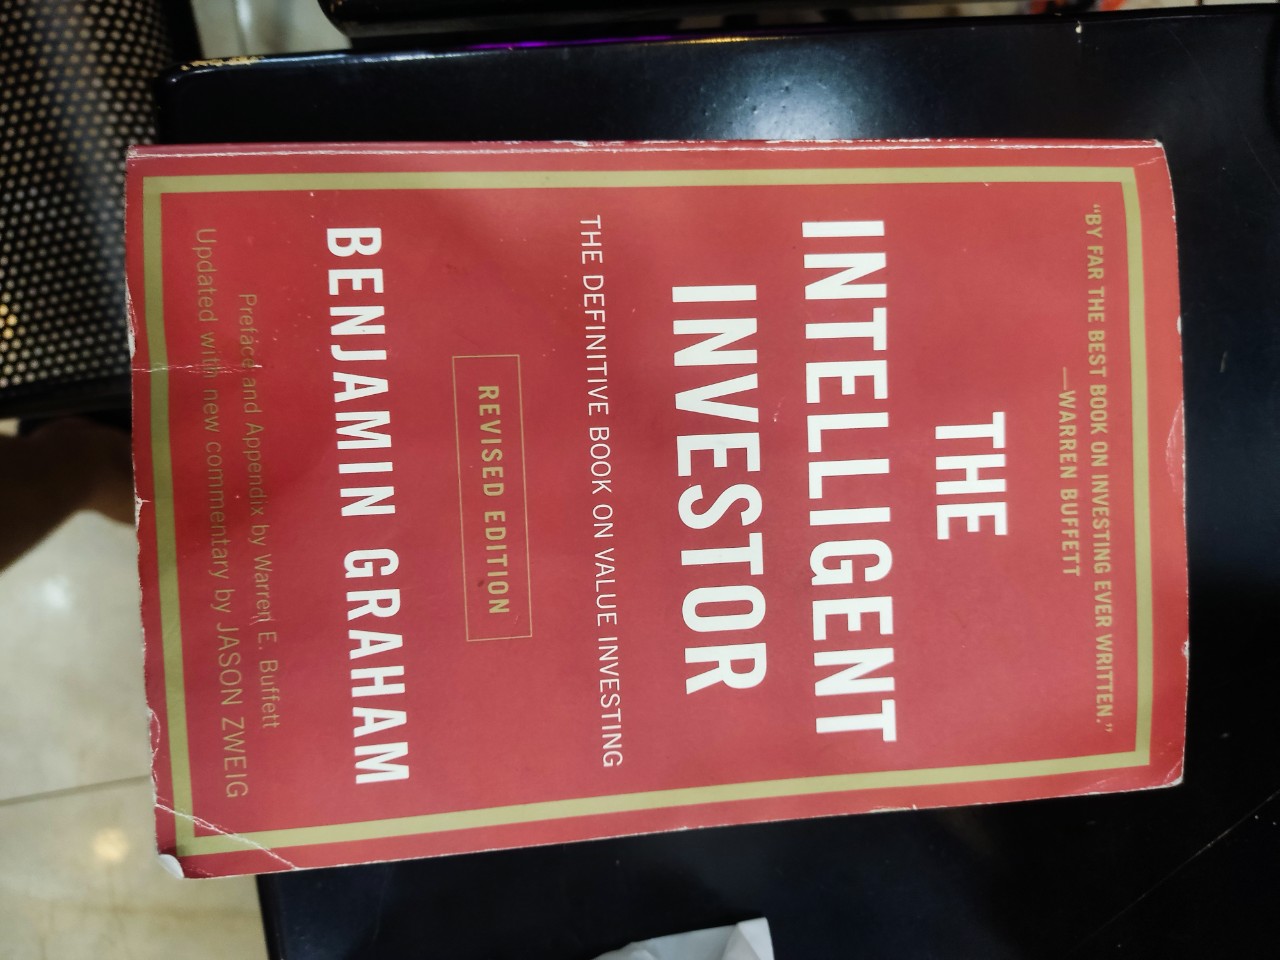 “BY FAR THE BEST BOOK ON INVESTING EVER WRITTEN.”
—WARREN BUFFETT
THE
INTELLIGENT
INVESTOR
THE DEFINITIVE BOOK ON VALUE INVESTING
REVISED EDITION
BENJAMIN GRAHAM
Preface and Appendix by Warren E. Buffett
Updated with new commentary by JASON ZWEIG